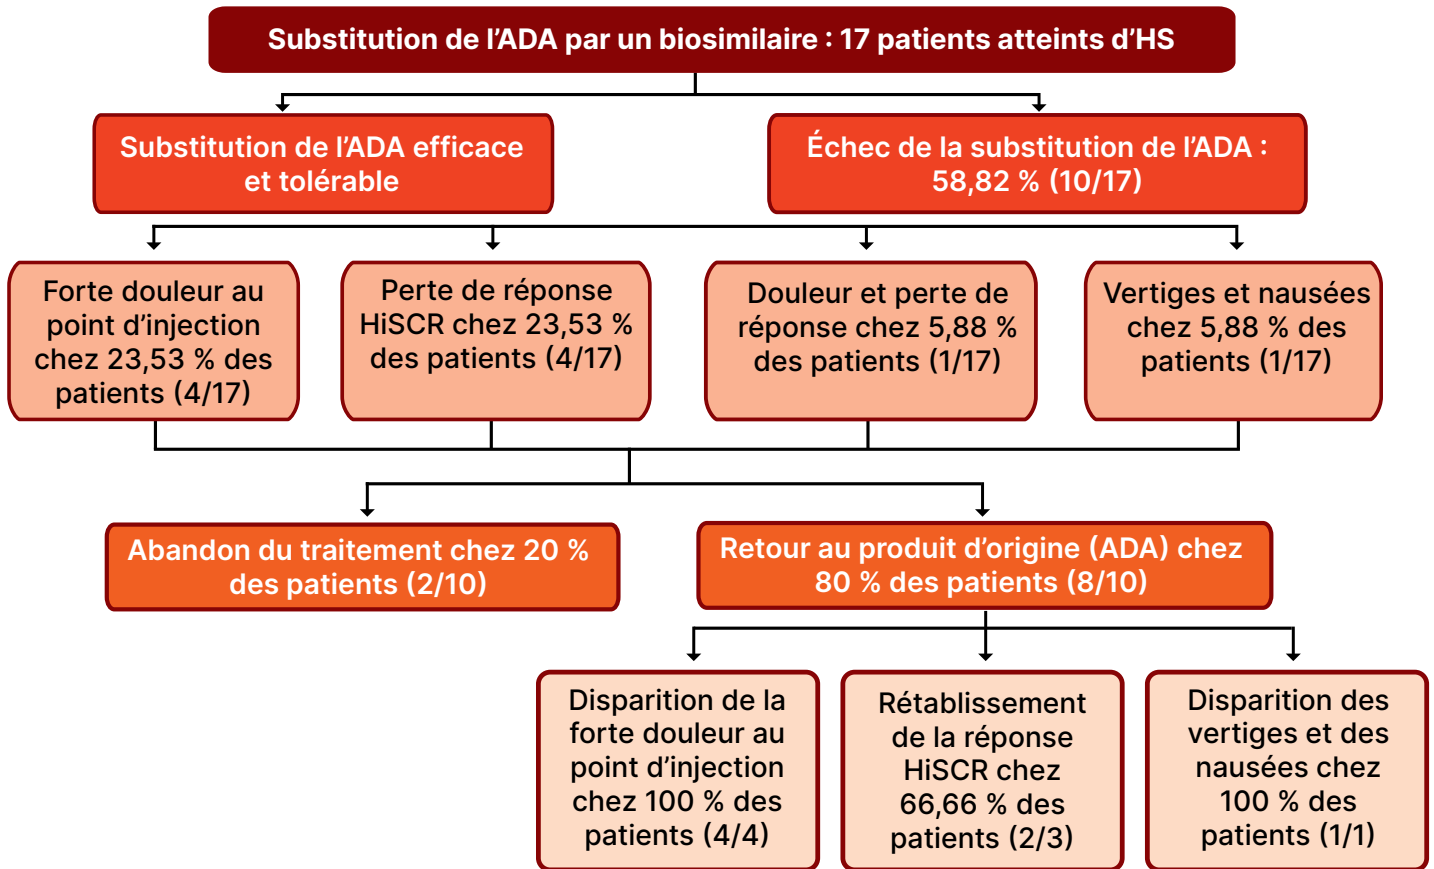 Substitution de l’ADA par un biosimilaire : 17 patients atteints d’HS
Substitution de l’ADA efficace
et tolérable
Échec de la substitution de l’ADA :
58,82 % (10/17)
Forte douleur au
point d’injection
chez 23,53 % des
patients (4/17)
Perte de réponse
HiSCR chez 23,53 %
des patients (4/17)
Douleur et perte de
réponse chez 5,88 %
des patients (1/17)
Vertiges et nausées
chez 5,88 % des
patients (1/17)
Abandon du traitement chez 20 %
des patients (2/10)
Retour au produit d’origine (ADA) chez
80 % des patients (8/10)
Disparition de la
forte douleur au
point d’injection
chez 100 % des
patients (4/4)
Rétablissement
de la réponse
HiSCR chez
66,66 % des
patients (2/3)
Disparition des
vertiges et des
nausées chez
100 % des
patients (1/1)